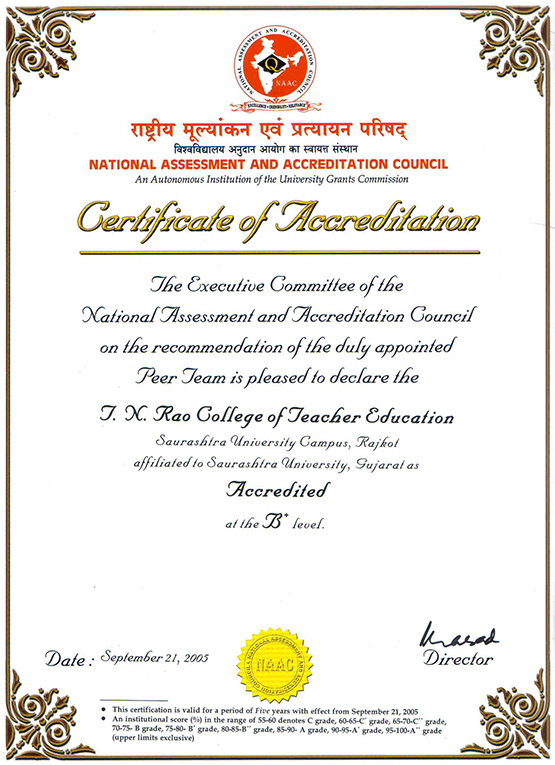 NATIONAL ASSESSMENT AND ACCREDITATION COUNCIL
NAAC
EXCELLENCE • CREDIBILITY • RELEVANCE
राष्ट्रीय मूल्यांकन एवं प्रत्यायन परिषद्
विश्वविद्यालय अनुदान आयोग का स्वायत्त संस्थान
NATIONAL ASSESSMENT AND ACCREDITATION COUNCIL
An Autonomous Institution of the University Grants Commission
Certificate of Accreditation
The Executive Committee of the
National Assessment and Accreditation Council
on the recommendation of the duly appointed
Peer Team is pleased to declare the
T. N. Rao College of Teacher Education
Saurashtra University Campus, Rajkot
affiliated to Saurashtra University, Gujarat as
Accredited
at the B⁺ level.
Date : September 21, 2005
NATIONAL ASSESSMENT AND ACCREDITATION COUNCIL
NAAC
Director
• This certification is valid for a period of Five years with effect from September 21, 2005
• An institutional score (%) in the range of 55-60 denotes C grade, 60-65-C⁺ grade, 65-70-C⁺⁺ grade,
70-75- B grade, 75-80- B⁺ grade, 80-85-B⁺⁺ grade, 85-90- A grade, 90-95-A⁺ grade, 95-100-A⁺⁺ grade
(upper limits exclusive)